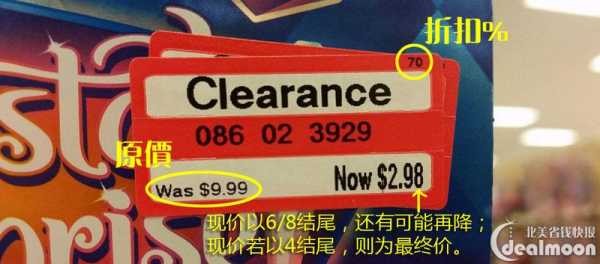 折扣%
70
Clearance
086 02 3929
原價
Was $9.99
Now $2.98
现价以6/8结尾，还有可能再降；
现价若以4结尾，则为最终价。
北美省钱快报
dealmoon